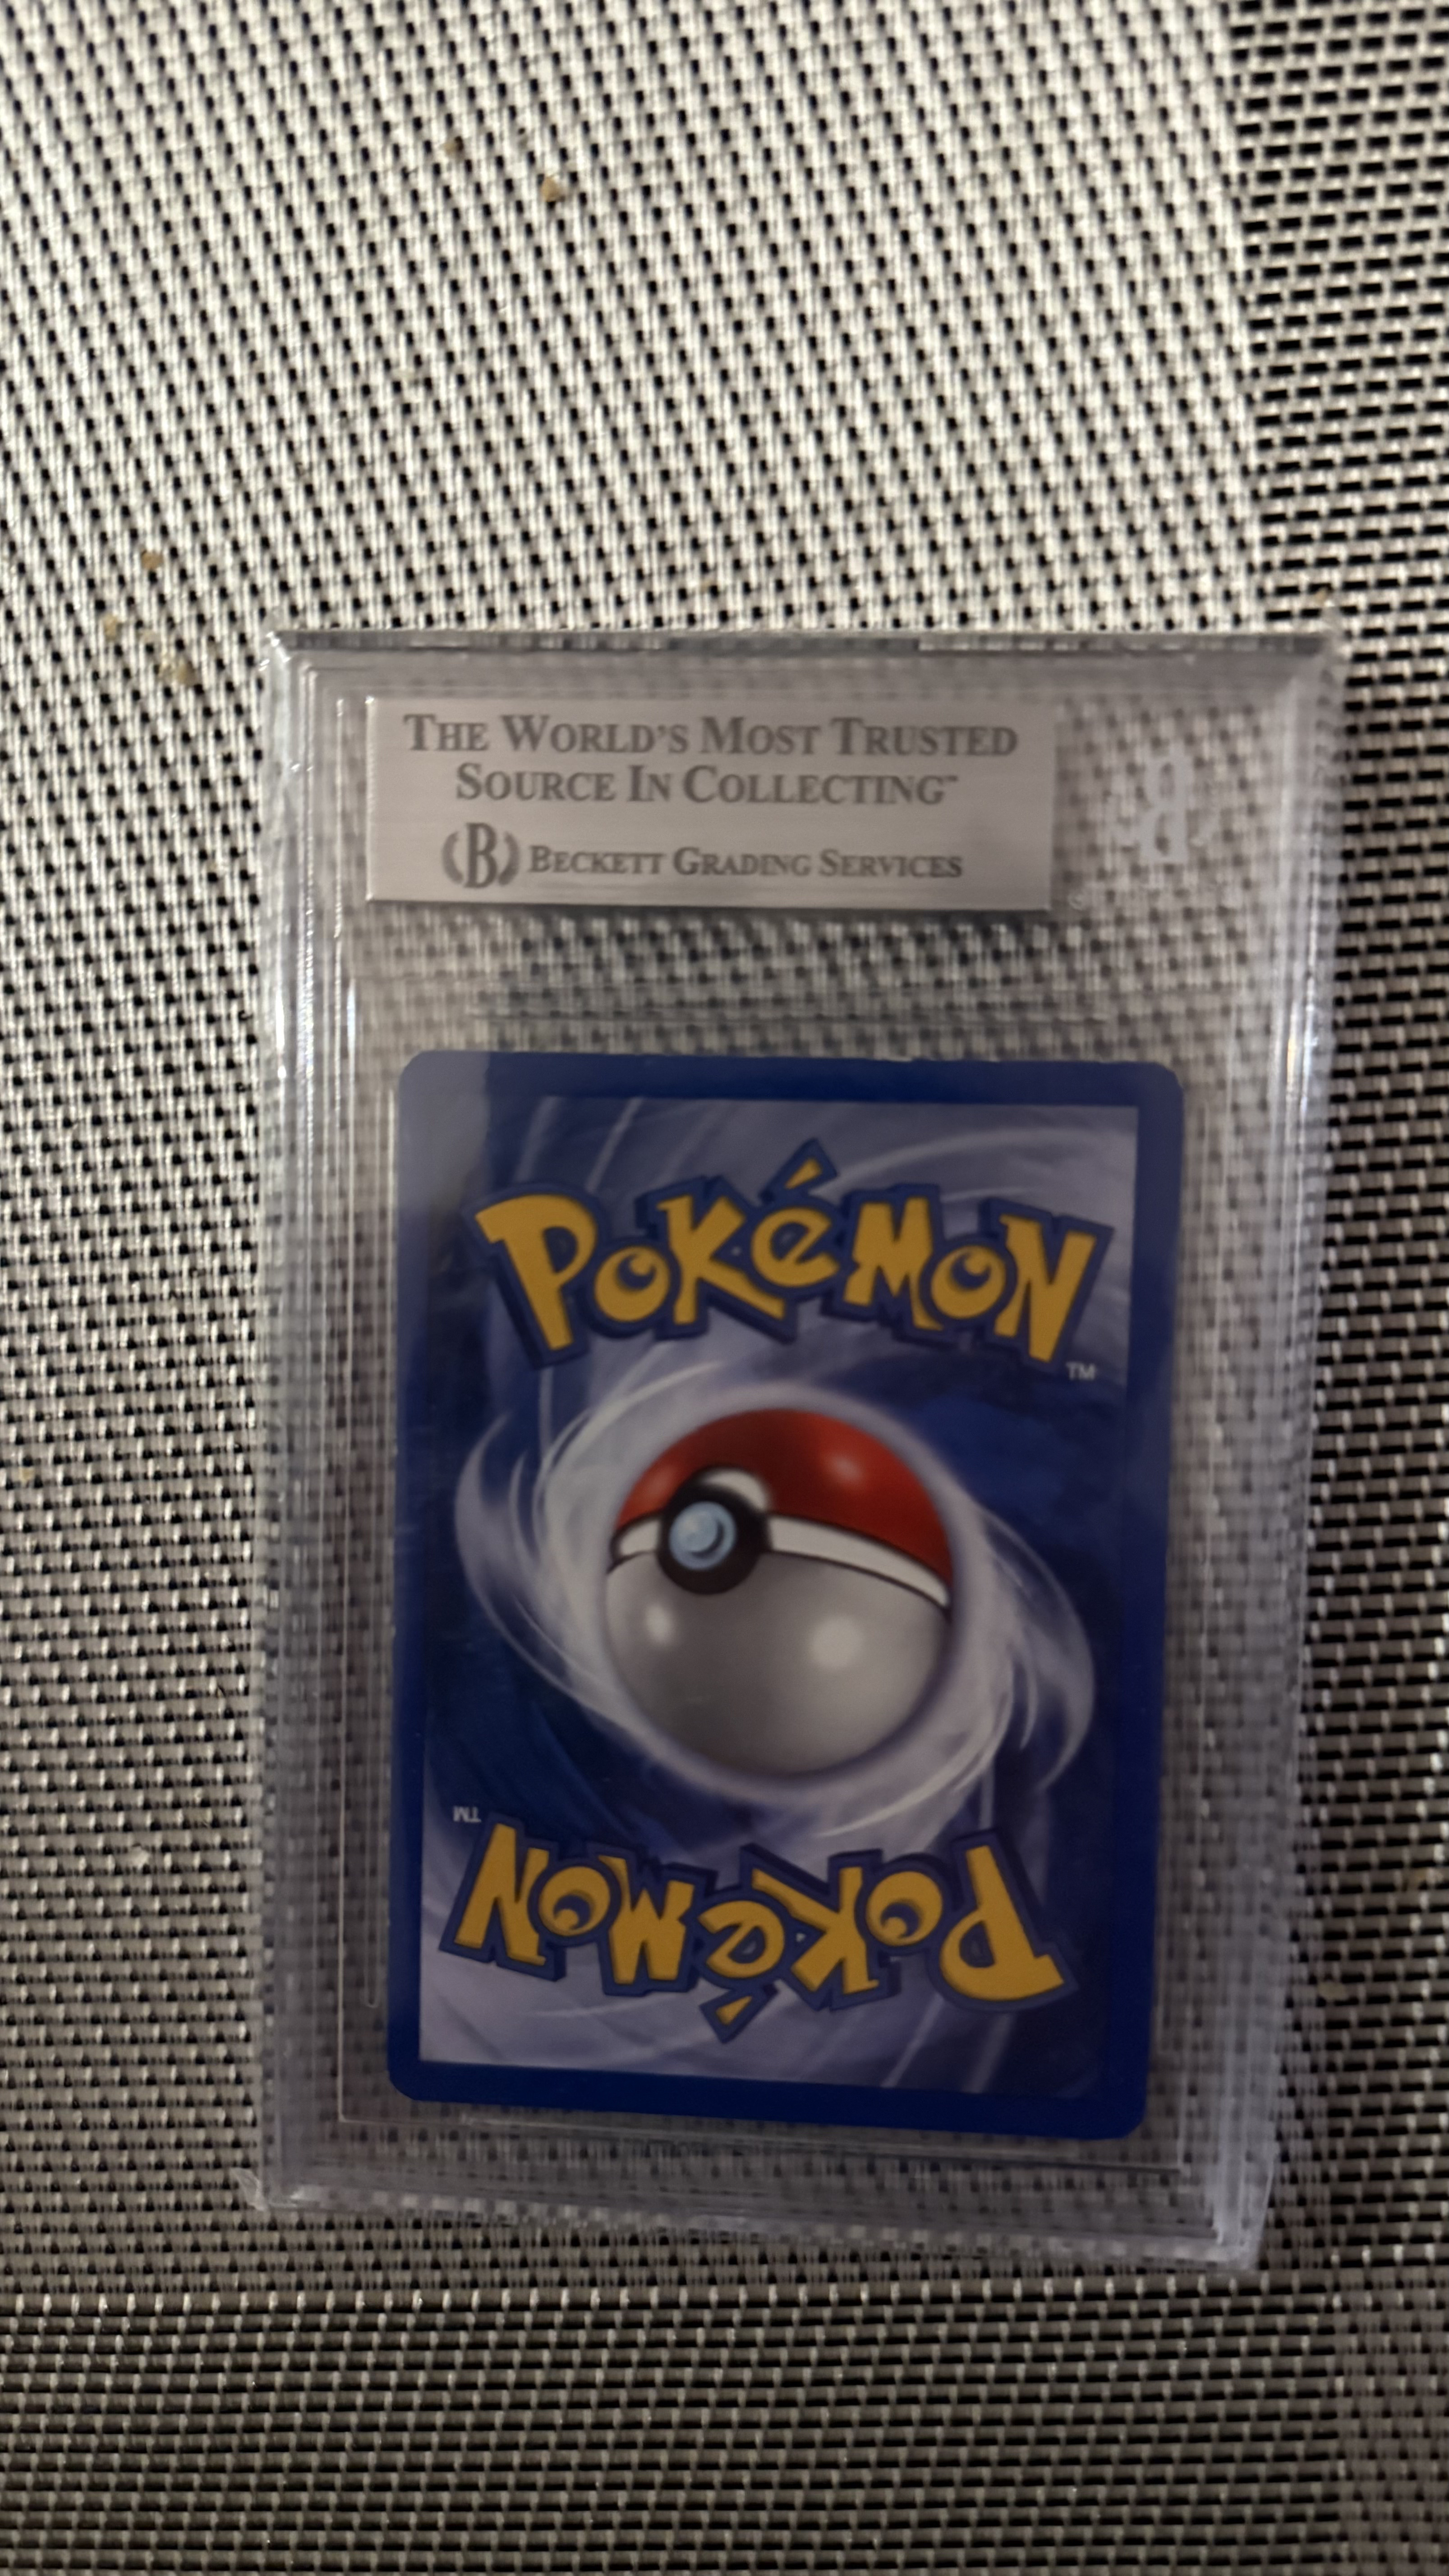 THE WORLD'S MOST TRUSTED
SOURCE IN COLLECTING™
B BECKETT GRADING SERVICES
POKéMON
TM
TM
POKéMON